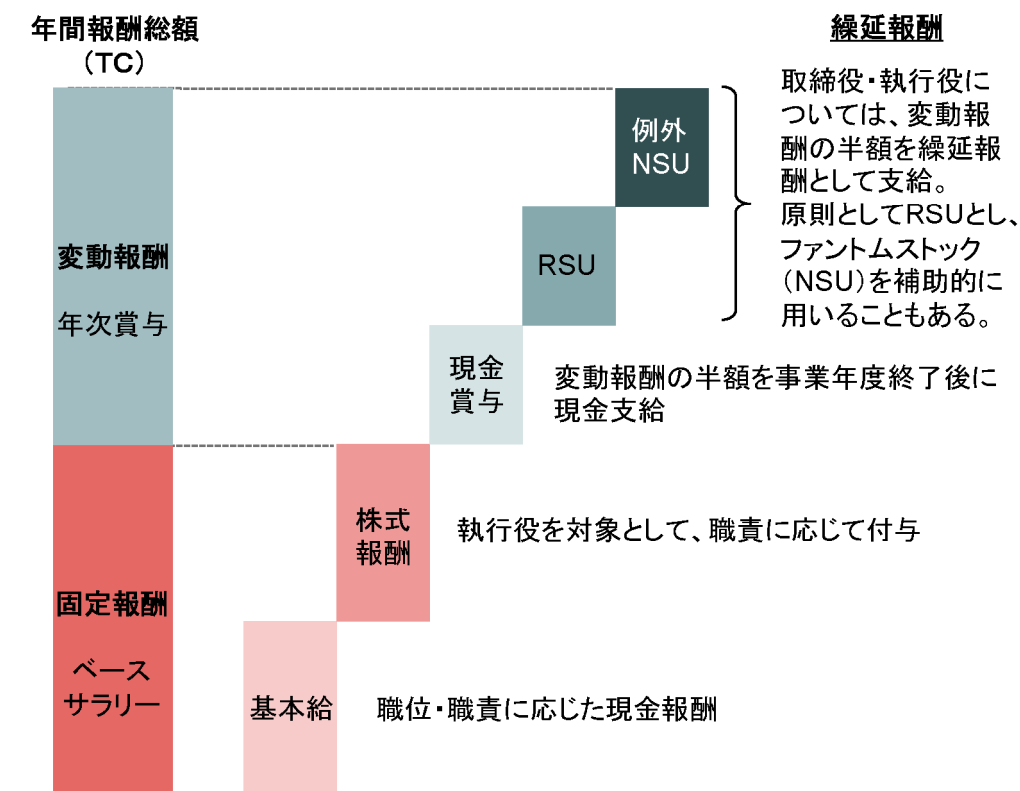 年間報酬総額
（TC）
繰延報酬
取締役・執行役に
ついては、変動報
酬の半額を繰延報
酬として支給。
原則としてRSUとし、
ファントムストック
（NSU）を補助的に
用いることもある。
例外
NSU
RSU
変動報酬
年次賞与
現金
賞与
変動報酬の半額を事業年度終了後に
現金支給
株式
報酬
執行役を対象として、職責に応じて付与
固定報酬
ベース
サラリー
基本給
職位・職責に応じた現金報酬